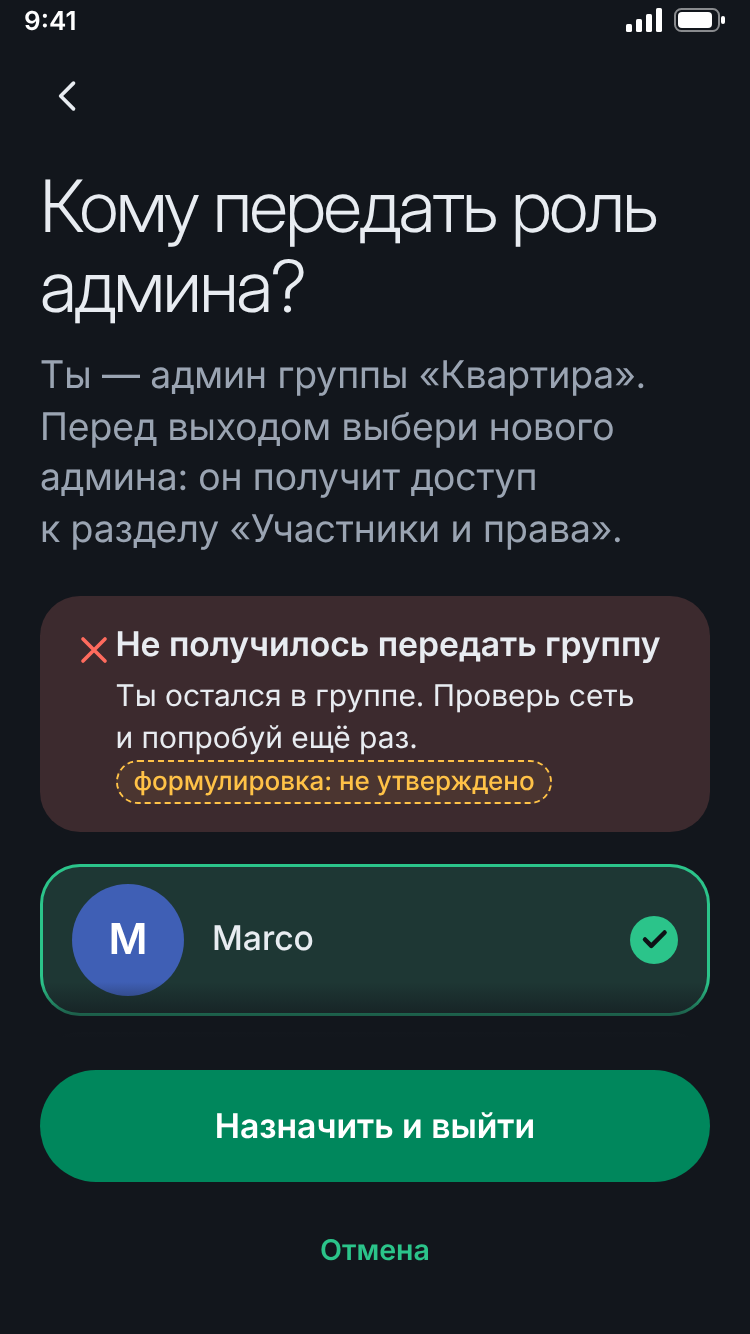 9:41
Кому передать роль
админа?
Ты — админ группы «Квартира».
Перед выходом выбери нового
админа: он получит доступ
к разделу «Участники и права».
Не получилось передать группу
Ты остался в группе. Проверь сеть
и попробуй ещё раз.
формулировка: не утверждено
M
Marco
Назначить и выйти
Отмена